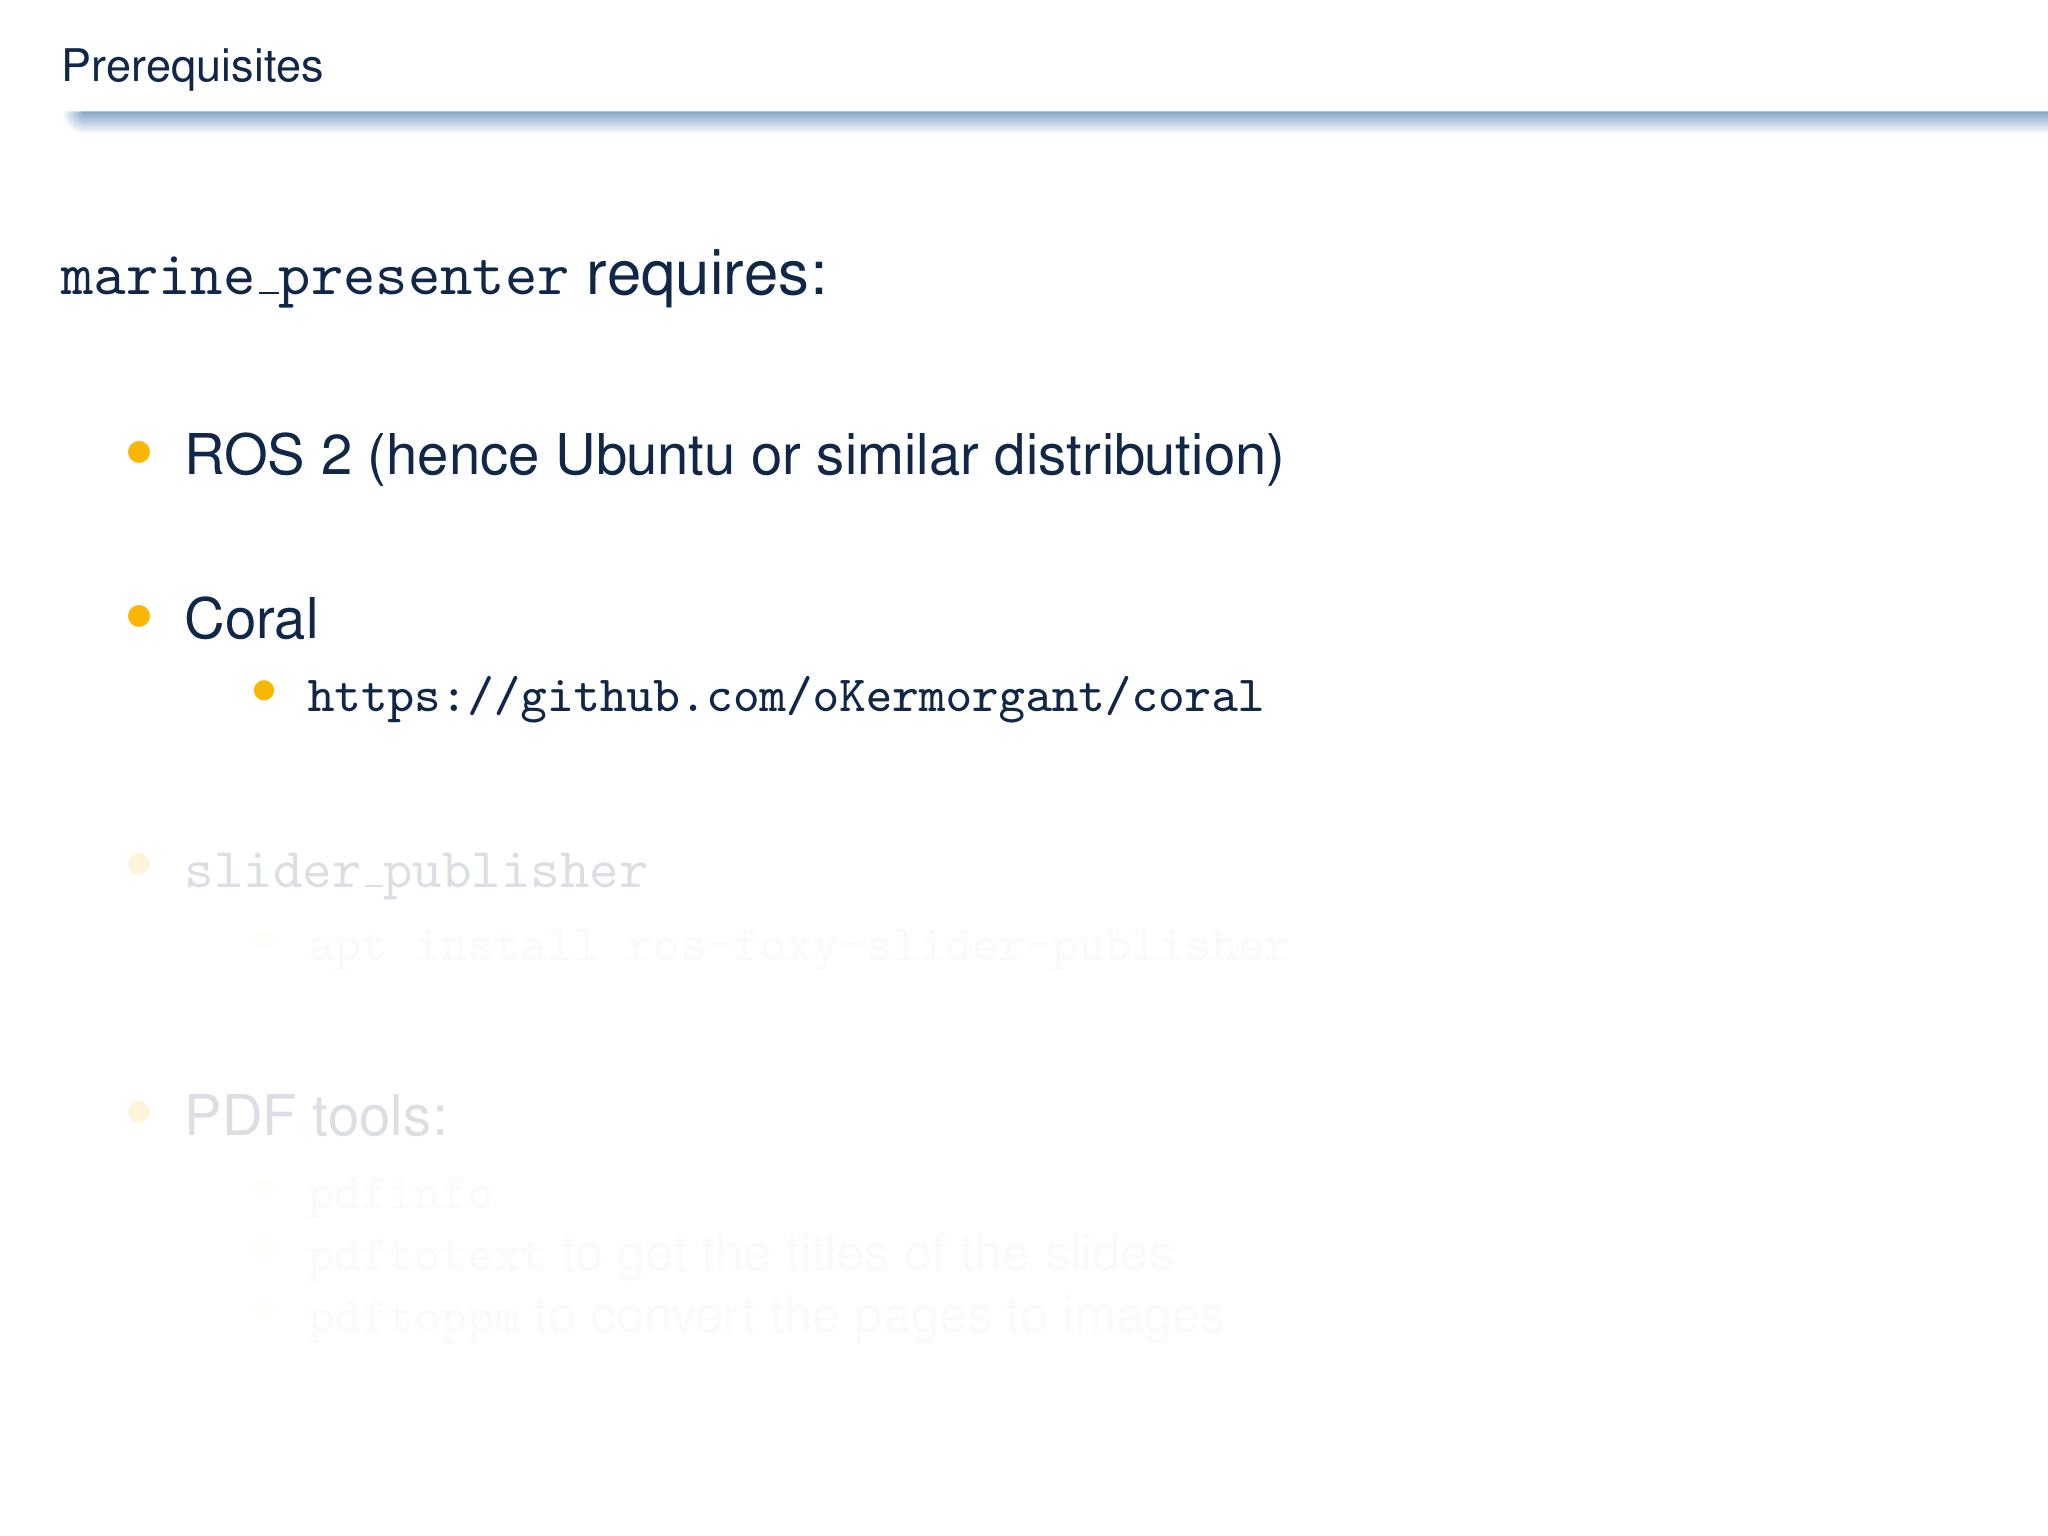 Prerequisites
marine_presenter requires:
ROS 2 (hence Ubuntu or similar distribution)
Coral
https://github.com/oKermorgant/coral
slider_publisher
apt install ros-foxy-slider-publisher
PDF tools:
pdfinfo
pdftotext to get the titles of the slides
pdftoppm to convert the pages to images